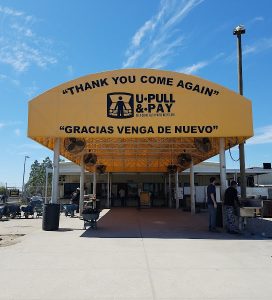 "THANK YOU COME AGAIN"
U•PULL
&•PAY
"GRACIAS VENGA DE NUEVO"